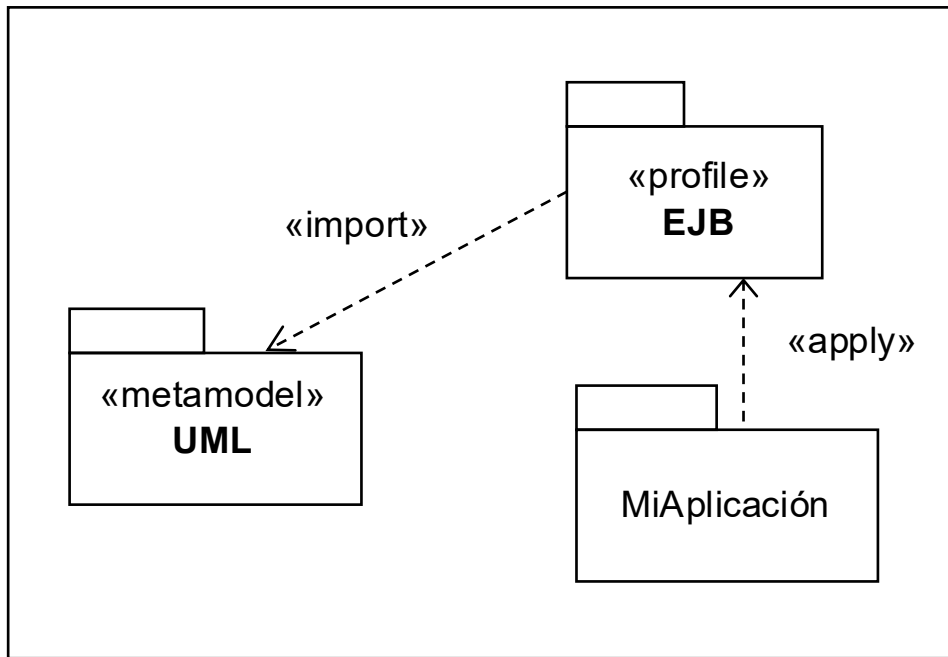 «profile»
EJB
«import»
«apply»
«metamodel»
UML
MiAplicación